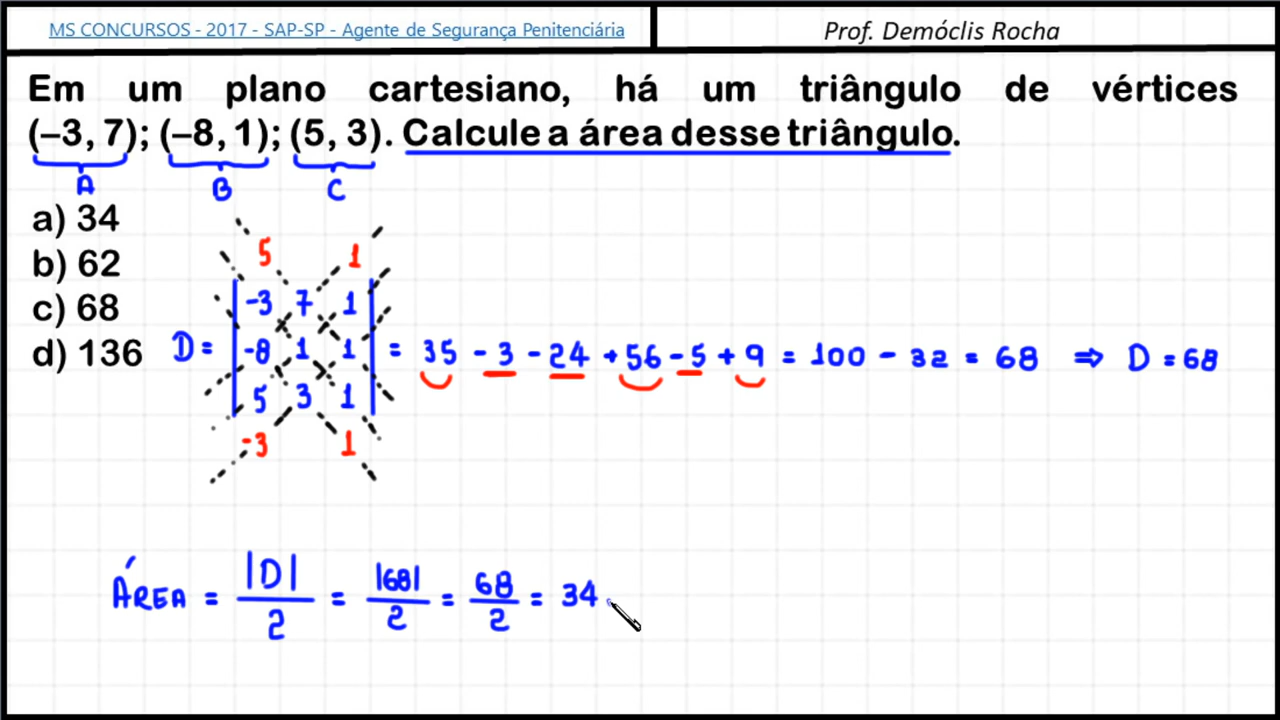 MS CONCURSOS - 2017 - SAP-SP - Agente de Segurança Penitenciária
Prof. Demóclis Rocha
Em um plano cartesiano, há um triângulo de vértices
(–3, 7); (–8, 1); (5, 3). Calcule a área desse triângulo.
A B C
a) 34
b) 62
c) 68
d) 136
5 1
-3 7 1
D = -8 1 1 = 35 - 3 - 24 + 56 - 5 + 9 = 100 - 32 = 68 ⇒ D = 68
5 3 1
-3 1
ÁREA = |D|/2 = |68|/2 = 68/2 = 34